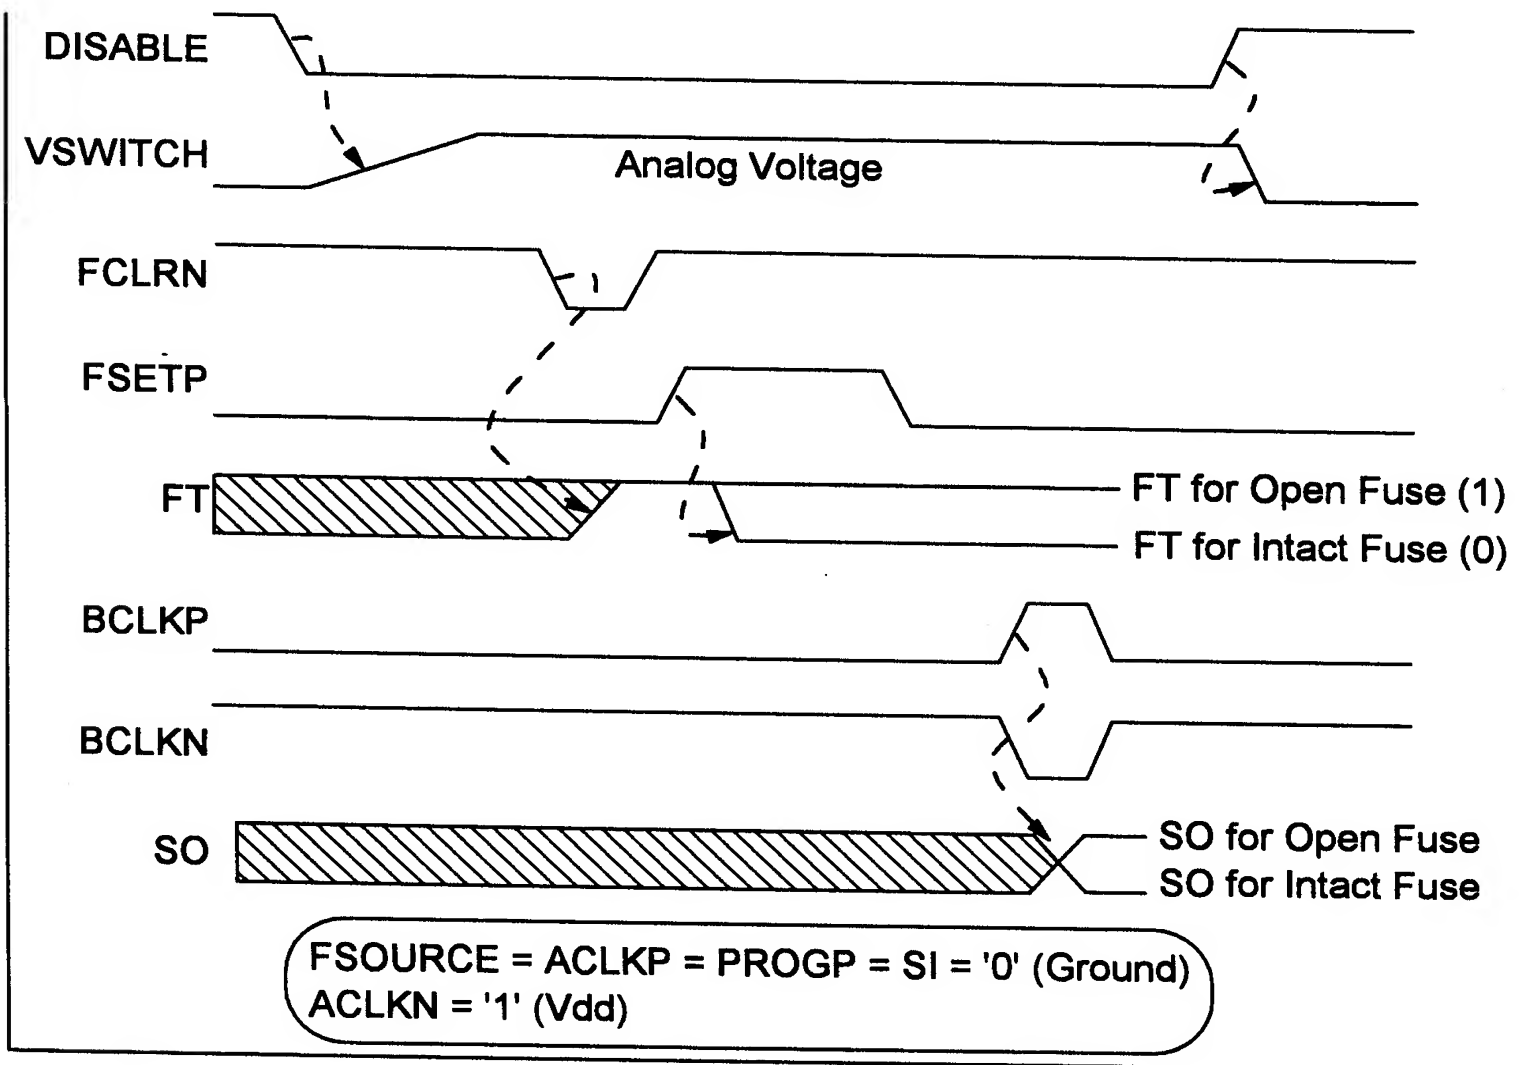 DISABLE
VSWITCH
Analog Voltage
FCLRN
FSETP
FT
FT for Open Fuse (1)
FT for Intact Fuse (0)
BCLKP
BCLKN
SO
SO for Open Fuse
SO for Intact Fuse
FSOURCE = ACLKP = PROGP = SI = '0' (Ground)
ACLKN = '1' (Vdd)